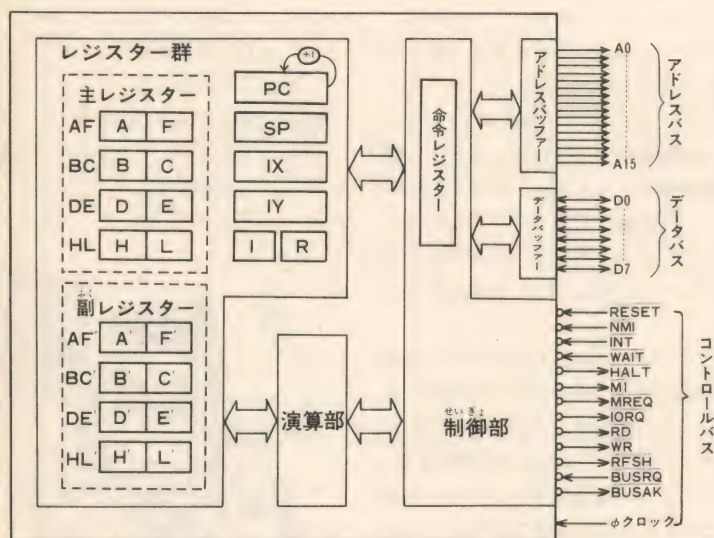 レジスター群
主レジスター
AF A F
BC B C
DE D E
HL H L
+1
PC
SP
IX
IY
I R
ふく
副レジスター
AF' A' F'
BC' B' C'
DE' D' E'
HL' H' L'
演算部
命令レジスター
せいぎょ
制御部
アドレスバッファー
データバッファー
A0
A15
アドレスバス
D0
D7
データバス
RESET
NMI
INT
WAIT
HALT
M1
MREQ
IORQ
RD
WR
RFSH
BUSRQ
BUSAK
φクロック
コントロールバス